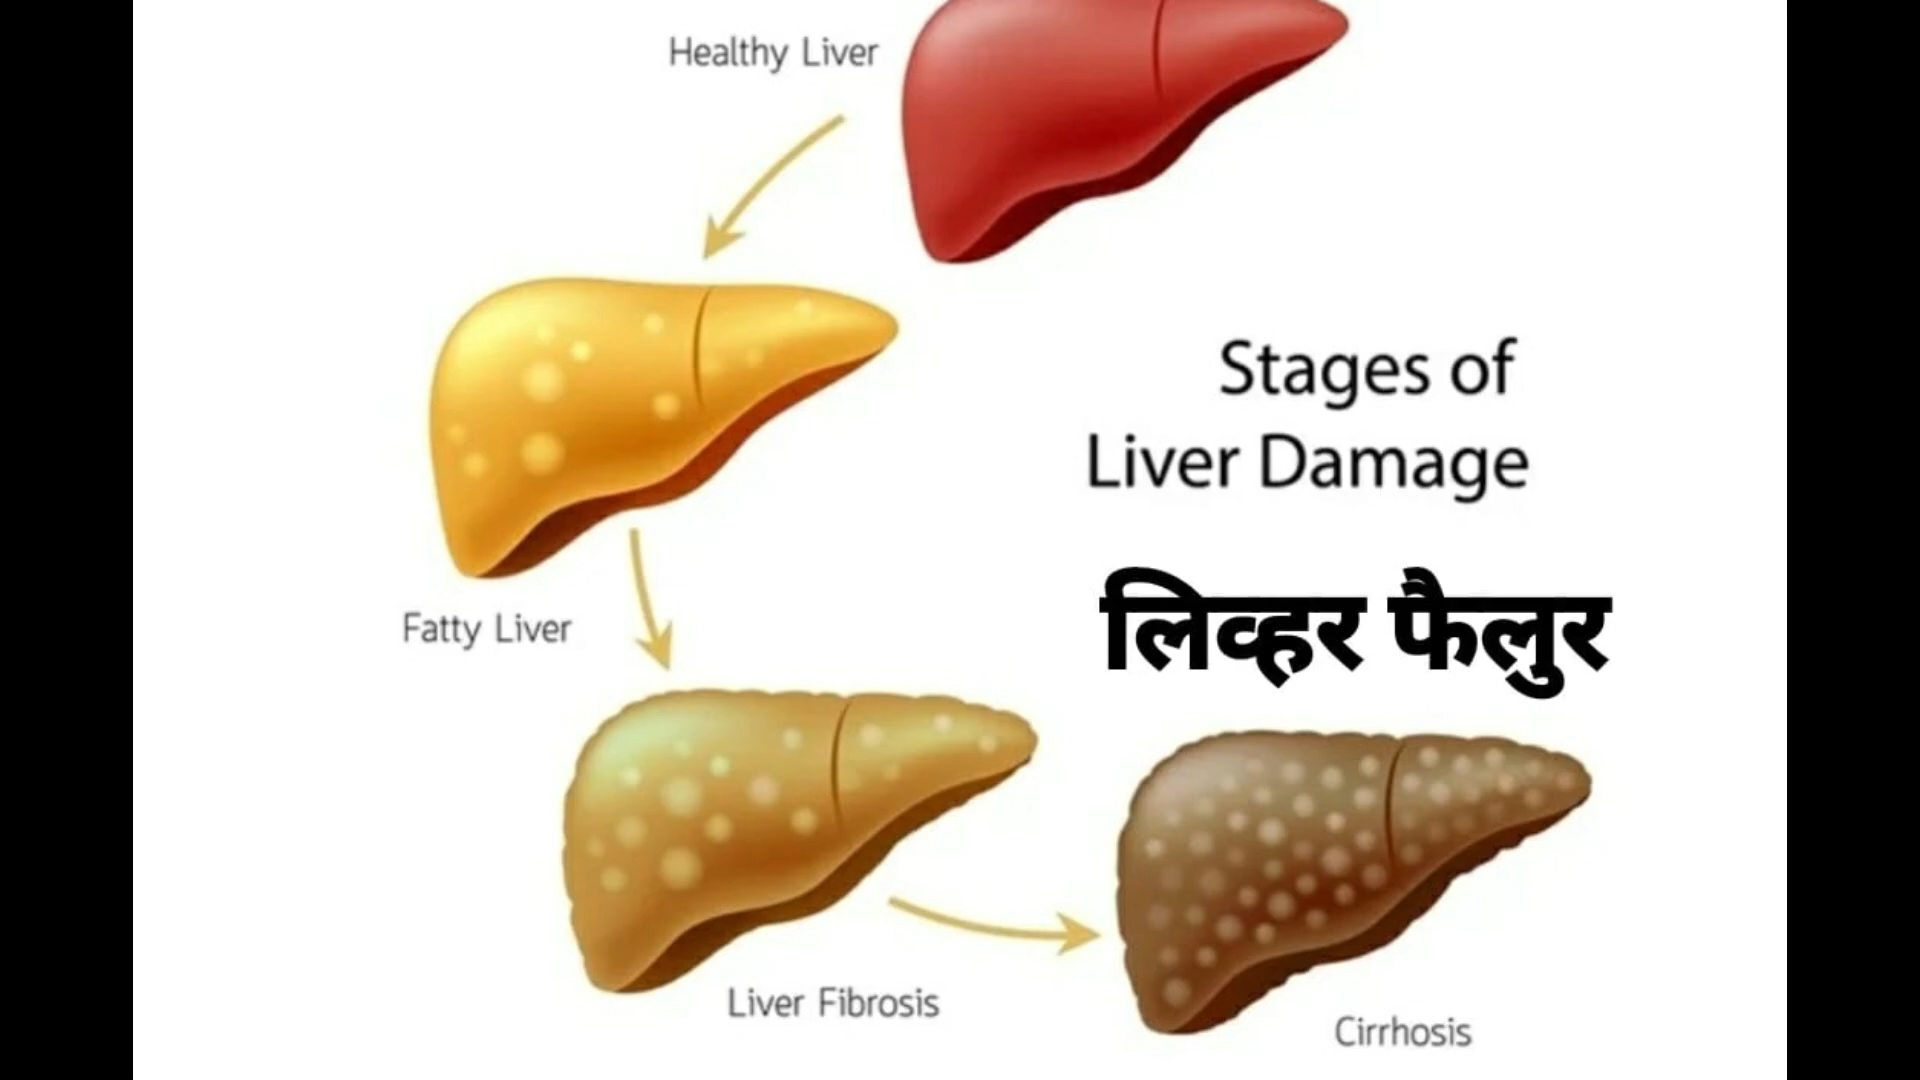 Healthy Liver
Stages of
Liver Damage
लिव्हर फैलुर
Fatty Liver
Liver Fibrosis
Cirrhosis